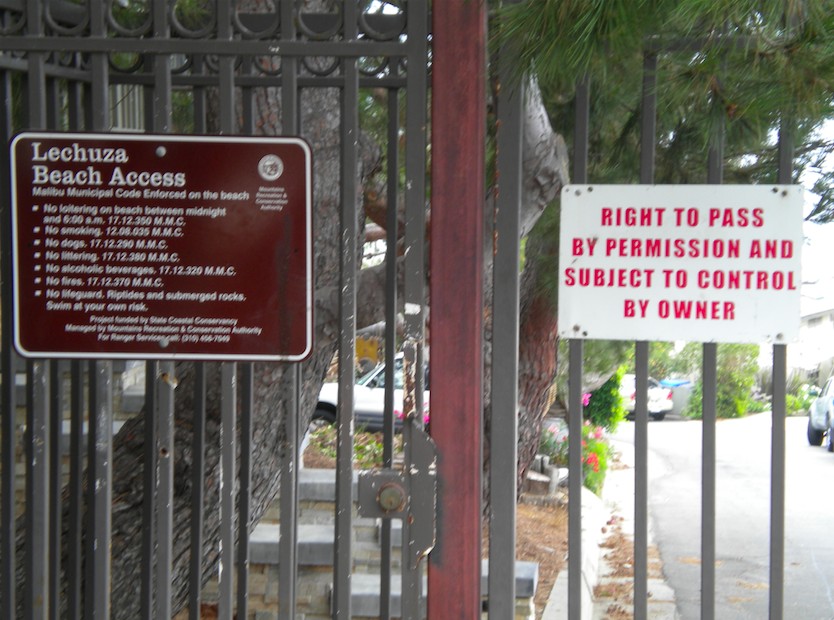 Lechuza
Beach Access
Malibu Municipal Code Enforced on the beach
Mountains
Recreation &
Conservation
Authority
No loitering on beach between midnight
and 6:00 a.m. 17.12.350 M.M.C.
No smoking. 12.08.035 M.M.C.
No dogs. 17.12.290 M.M.C.
No littering. 17.12.380 M.M.C.
No alcoholic beverages. 17.12.320 M.M.C.
No fires. 17.12.370 M.M.C.
No lifeguard. Riptides and submerged rocks.
Swim at your own risk.
Project funded by State Coastal Conservancy
Managed by Mountains Recreation & Conservation Authority
For Ranger Services call: (310) 456-7049
RIGHT TO PASS
BY PERMISSION AND
SUBJECT TO CONTROL
BY OWNER